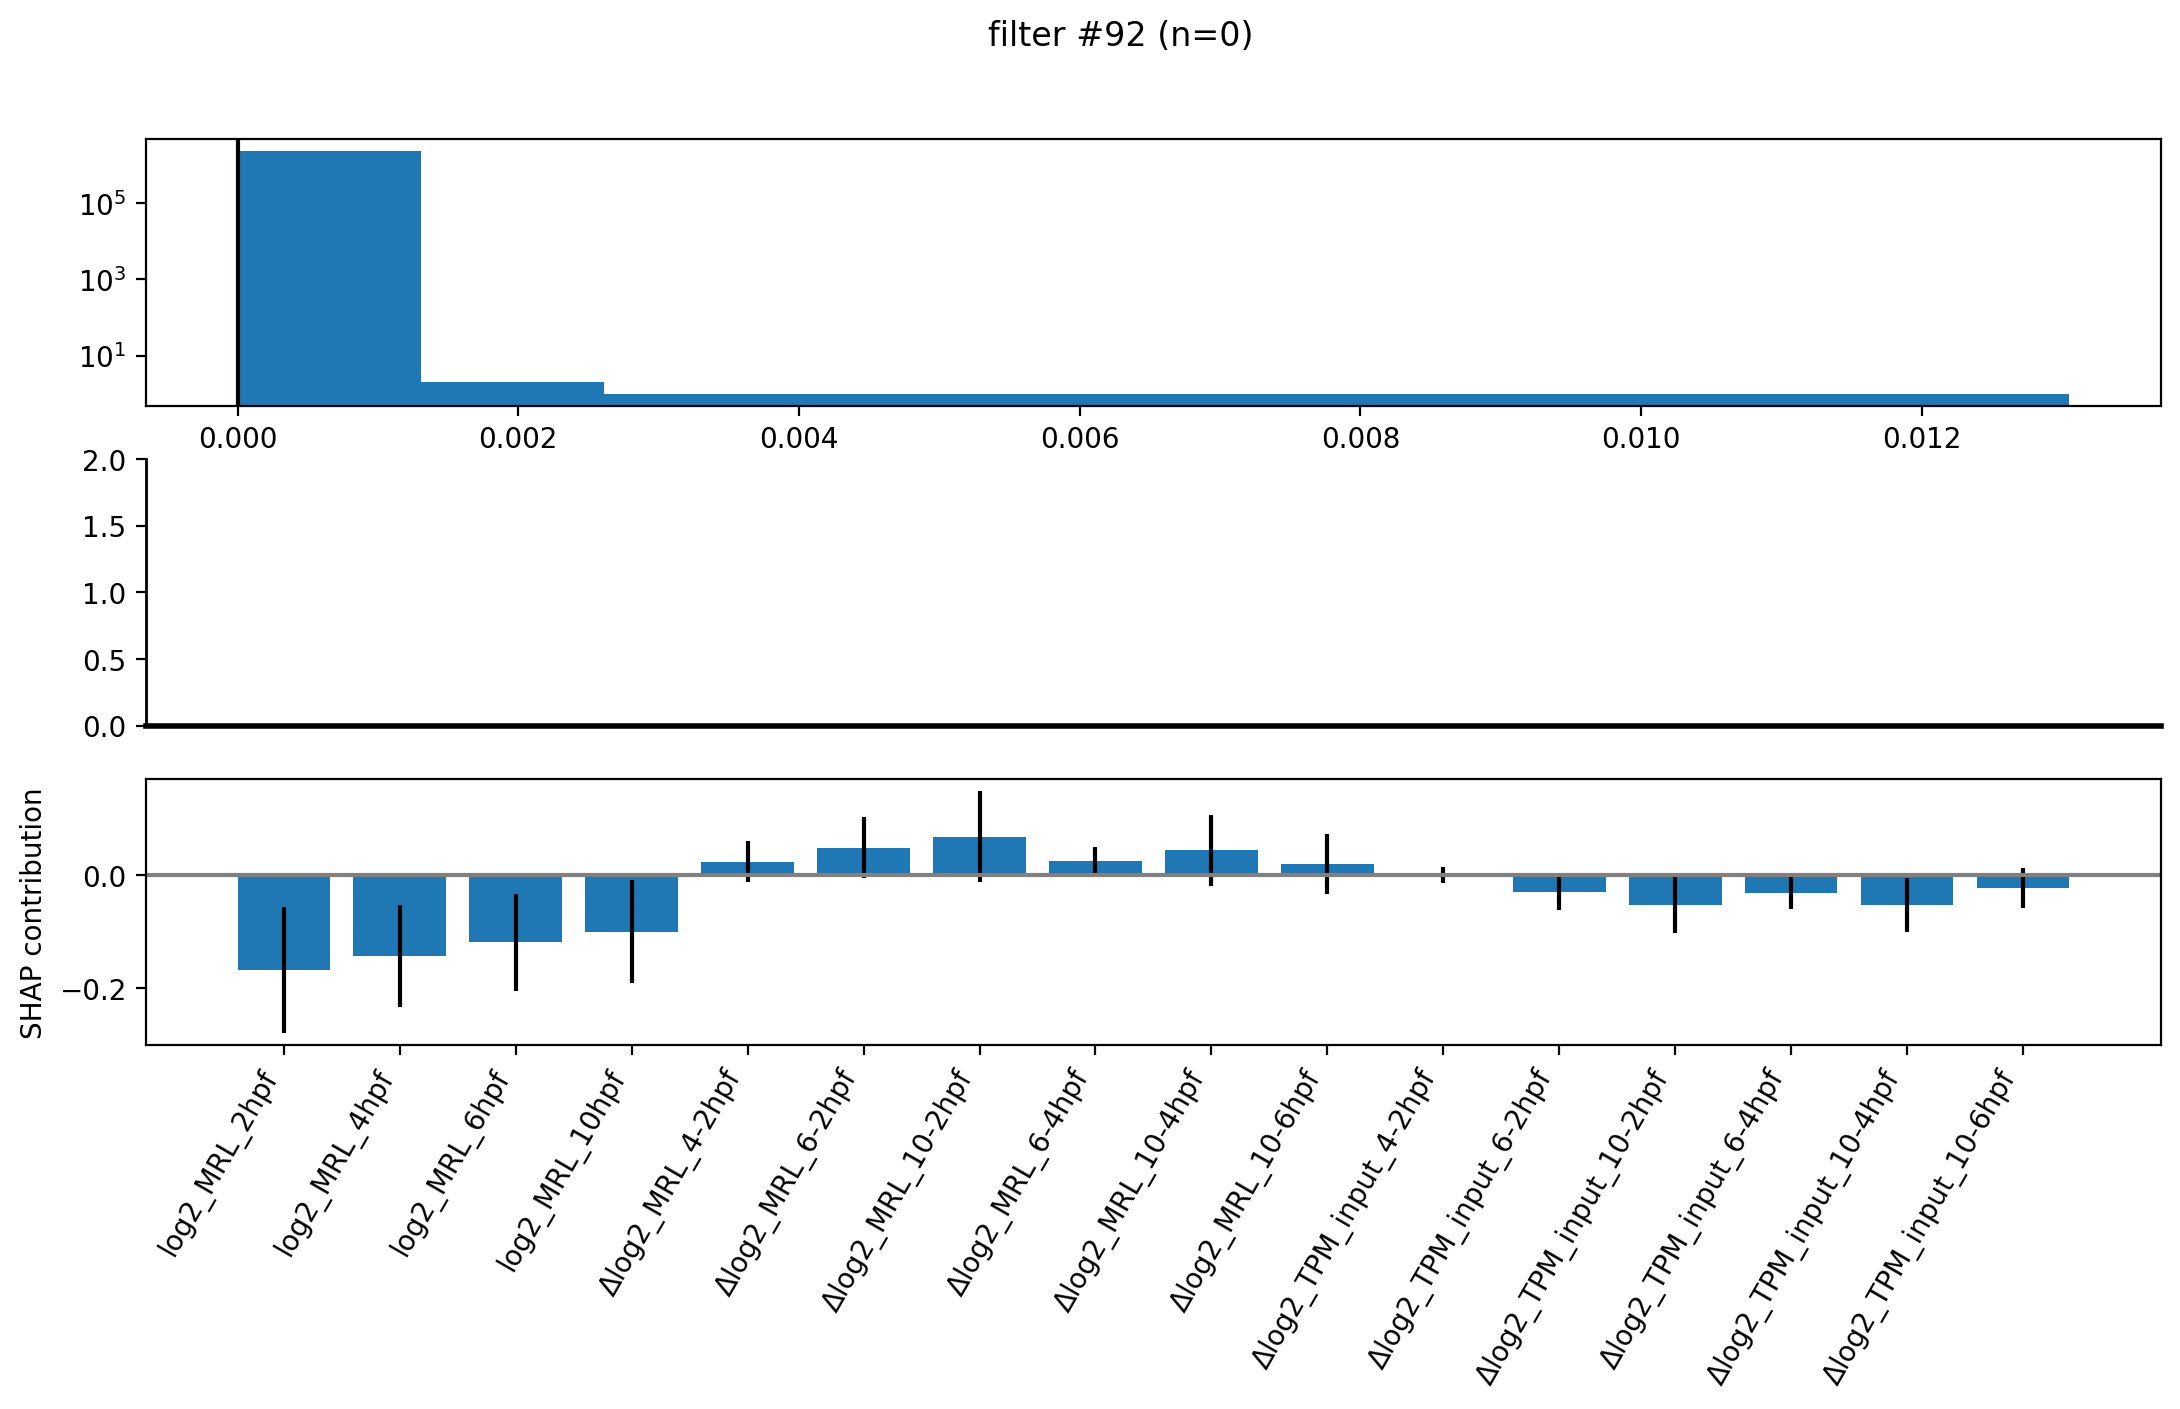 filter #92 (n=0)
10^5
10^3
10^1
0.000 0.002 0.004 0.006 0.008 0.010 0.012
2.0
1.5
1.0
0.5
0.0
SHAP contribution
0.0
−0.2
log2_MRL_2hpf
log2_MRL_4hpf
log2_MRL_6hpf
log2_MRL_10hpf
Δlog2_MRL_4-2hpf
Δlog2_MRL_6-2hpf
Δlog2_MRL_10-2hpf
Δlog2_MRL_6-4hpf
Δlog2_MRL_10-4hpf
Δlog2_MRL_10-6hpf
Δlog2_TPM_input_4-2hpf
Δlog2_TPM_input_6-2hpf
Δlog2_TPM_input_10-2hpf
Δlog2_TPM_input_6-4hpf
Δlog2_TPM_input_10-4hpf
Δlog2_TPM_input_10-6hpf